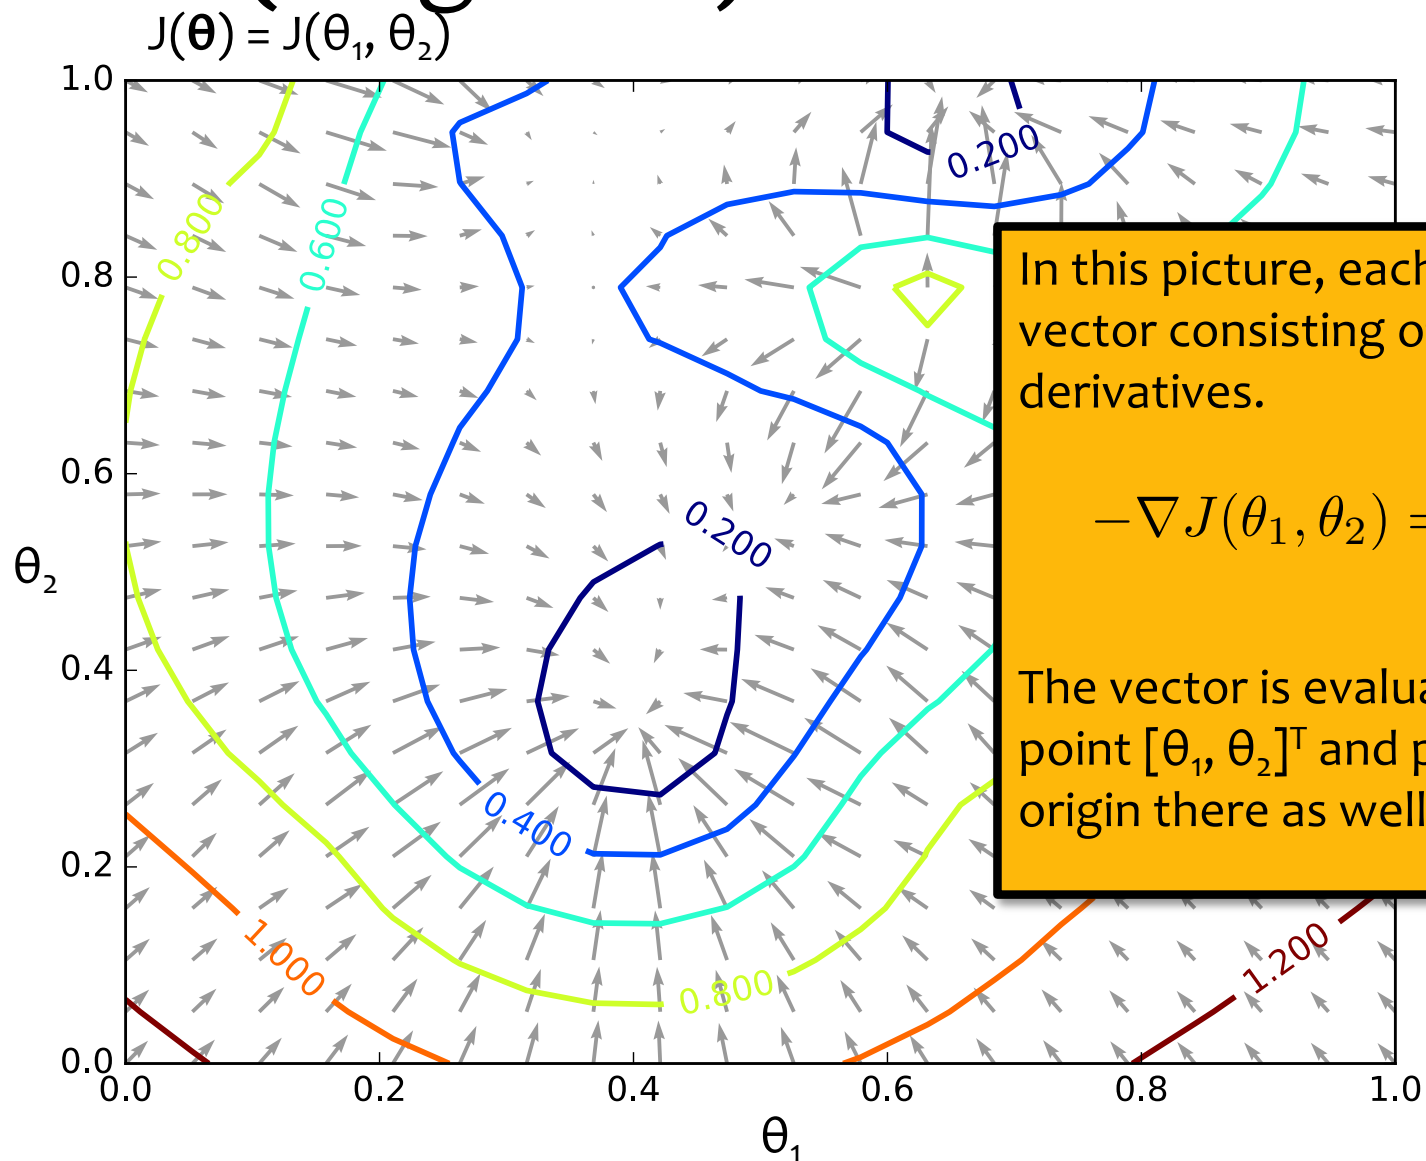 J(θ) = J(θ₁, θ₂)
1.0
0.8
0.6
0.4
0.2
0.0
θ₂
0.0 0.2 0.4 0.6 0.8 1.0
θ₁
0.800
0.600
0.200
0.200
0.400
1.000
0.800
1.200
In this picture, each
vector consisting o
derivatives.
−∇J(θ₁, θ₂) =
The vector is evalua
point [θ₁, θ₂]ᵀ and p
origin there as well